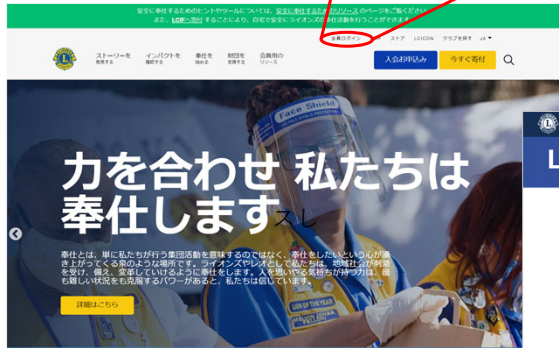 安全に奉仕するためのヒントやツールについては、安全に奉仕するためのリソース のページをご覧ください。
また、LCIFへ寄付 することにより、自宅で安全にライオンズの奉仕活動を行うことができます。
会員ログイン ストア LCICON クラブを探す JA
ストーリーを
発見する
インパクトを
確認する
奉仕を
始める
財団を
支援する
会員用の
リソース
入会お申込み 今すぐ寄付
Face Shield
力を合わせ 私たちは
奉仕します
スレ
奉仕とは、単に私たちが行う集団活動を意味するのではなく、奉仕をしたいという心が湧
き上がってくる泉のような場所です。ライオンズやレオとして私たちは、地域社会が刺激
を受け、備え、変革していけるように奉仕をします。人を思いやる気持ちが持つ力は、最
も難しい状況をも克服するパワーがあると、私たちは信じています。
LION OF THE YEAR
詳細はこちら
L